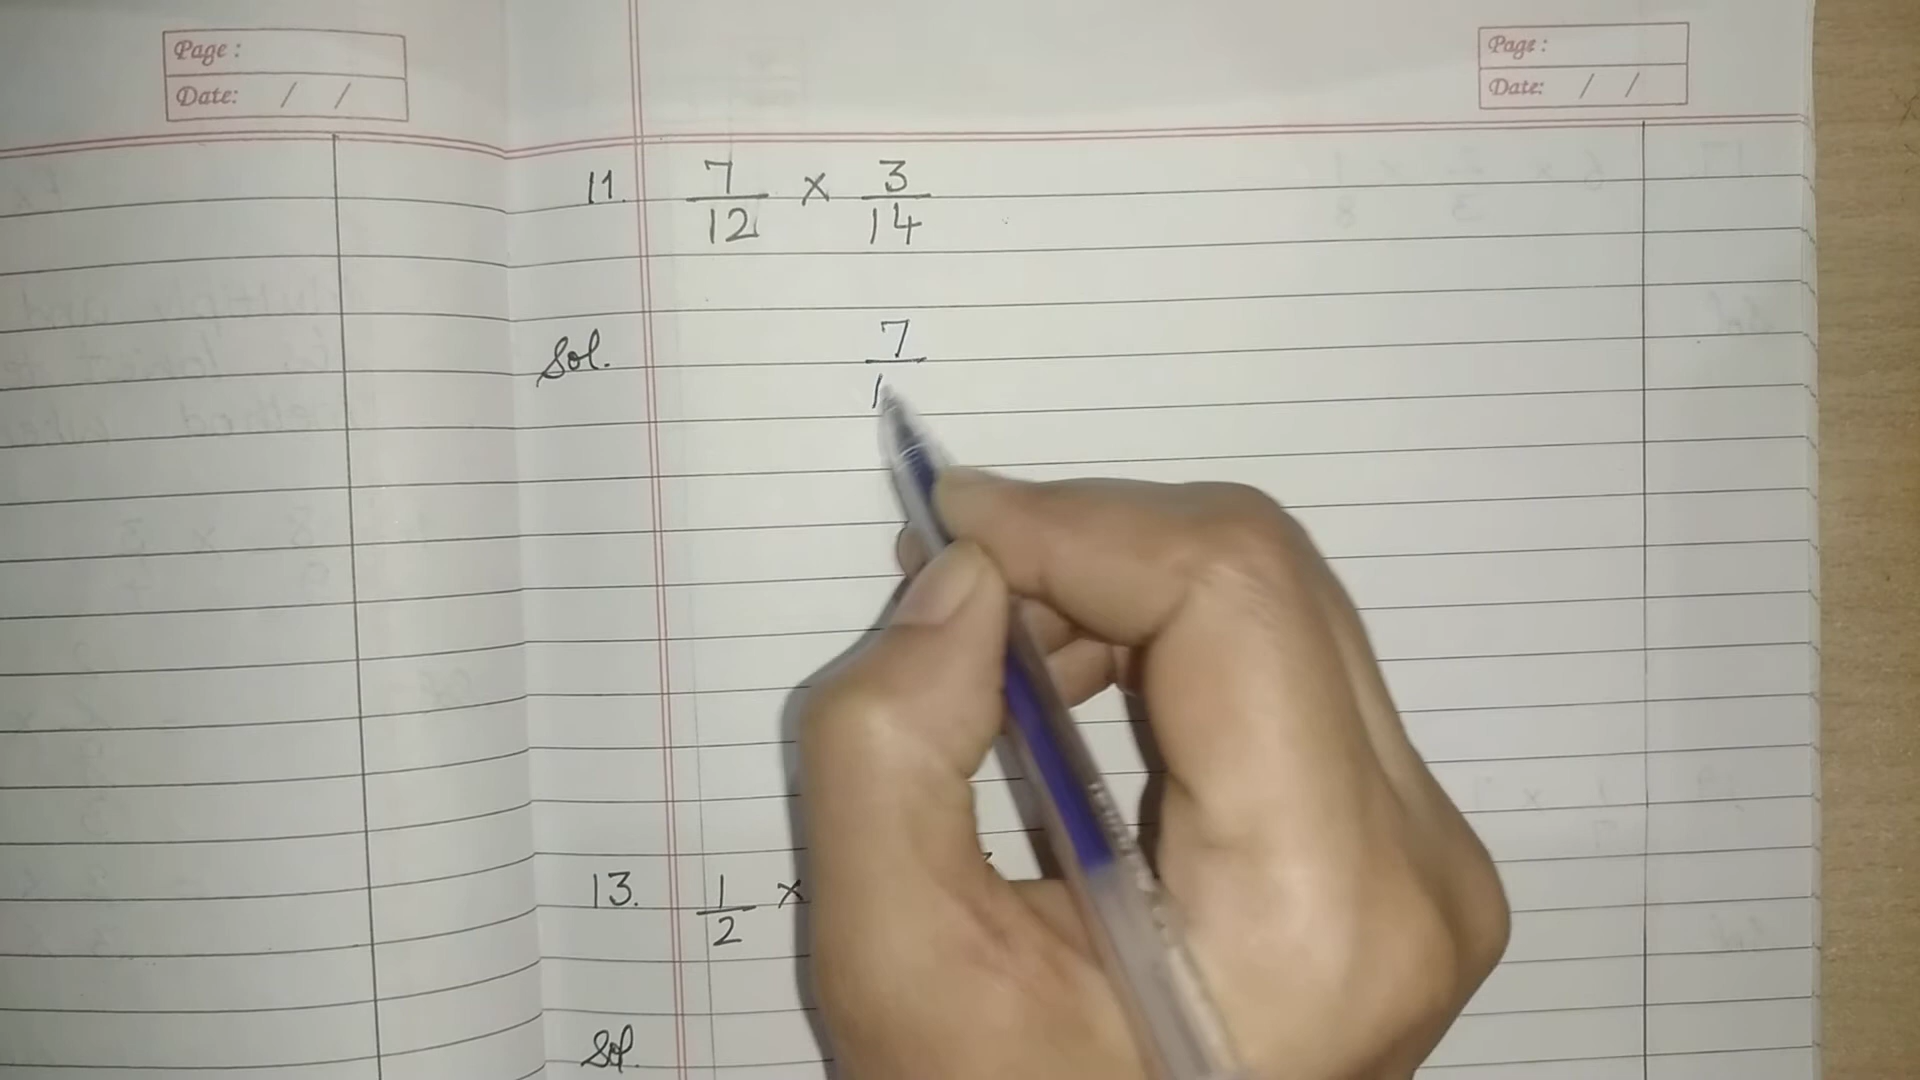 Page :
Date: / /
Page :
Date: / /
11. 7/12 × 3/14
Sol. 7/1
13. 1/2 ×
Sol.